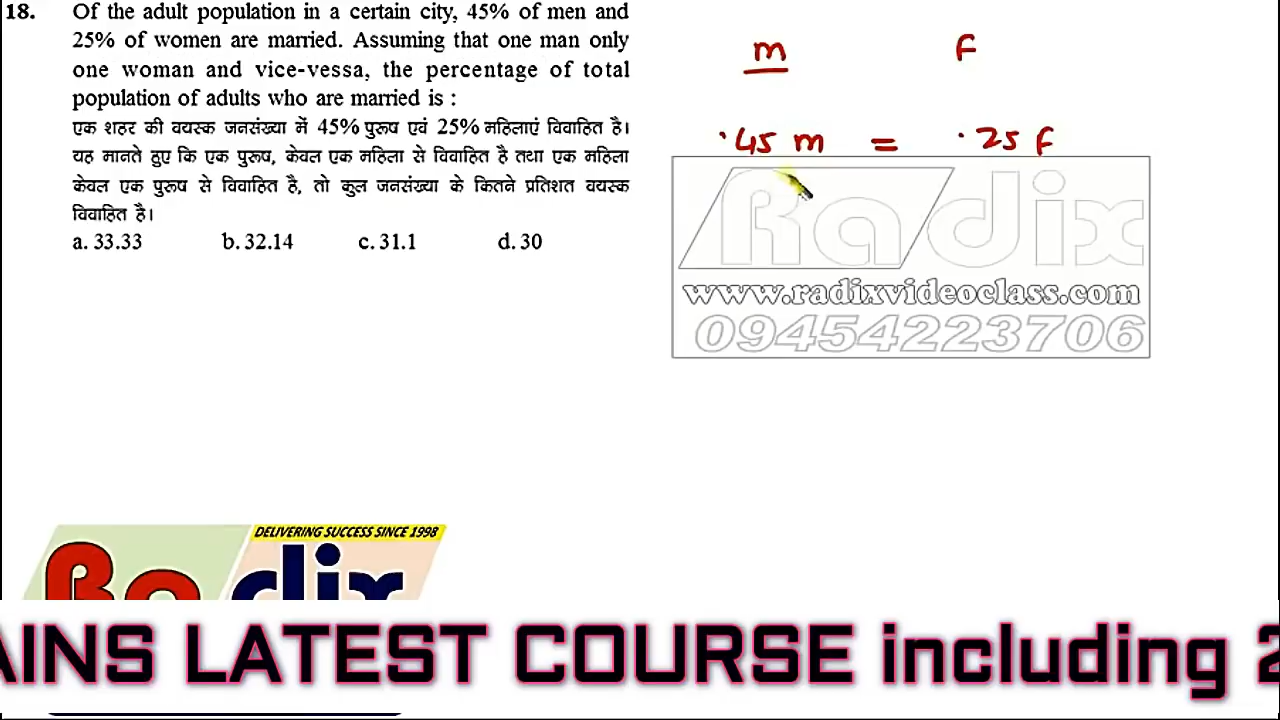 18. Of the adult population in a certain city, 45% of men and
25% of women are married. Assuming that one man only
one woman and vice-vessa, the percentage of total
population of adults who are married is :
एक शहर की वयस्क जनसंख्या में 45% पुरुष एवं 25% महिलाएं विवाहित है।
यह मानते हुए कि एक पुरूष, केवल एक महिला से विवाहित है तथा एक महिला
केवल एक पुरूष से विवाहित है, तो कुल जनसंख्या के कितने प्रतिशत वयस्क
विवाहित है।
a. 33.33 b. 32.14 c. 31.1 d. 30
m F
.45 m = .25 F
Radix
www.radixvideoclass.com
09454223706
DELIVERING SUCCESS SINCE 1998
Radix
AINS LATEST COURSE including 2